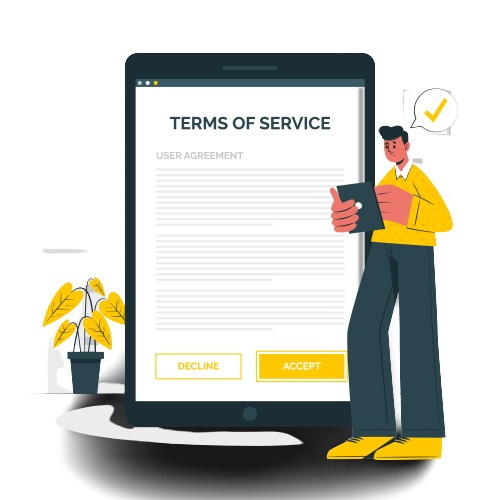 TERMS OF SERVICE
USER AGREEMENT
DECLINE
ACCEPT